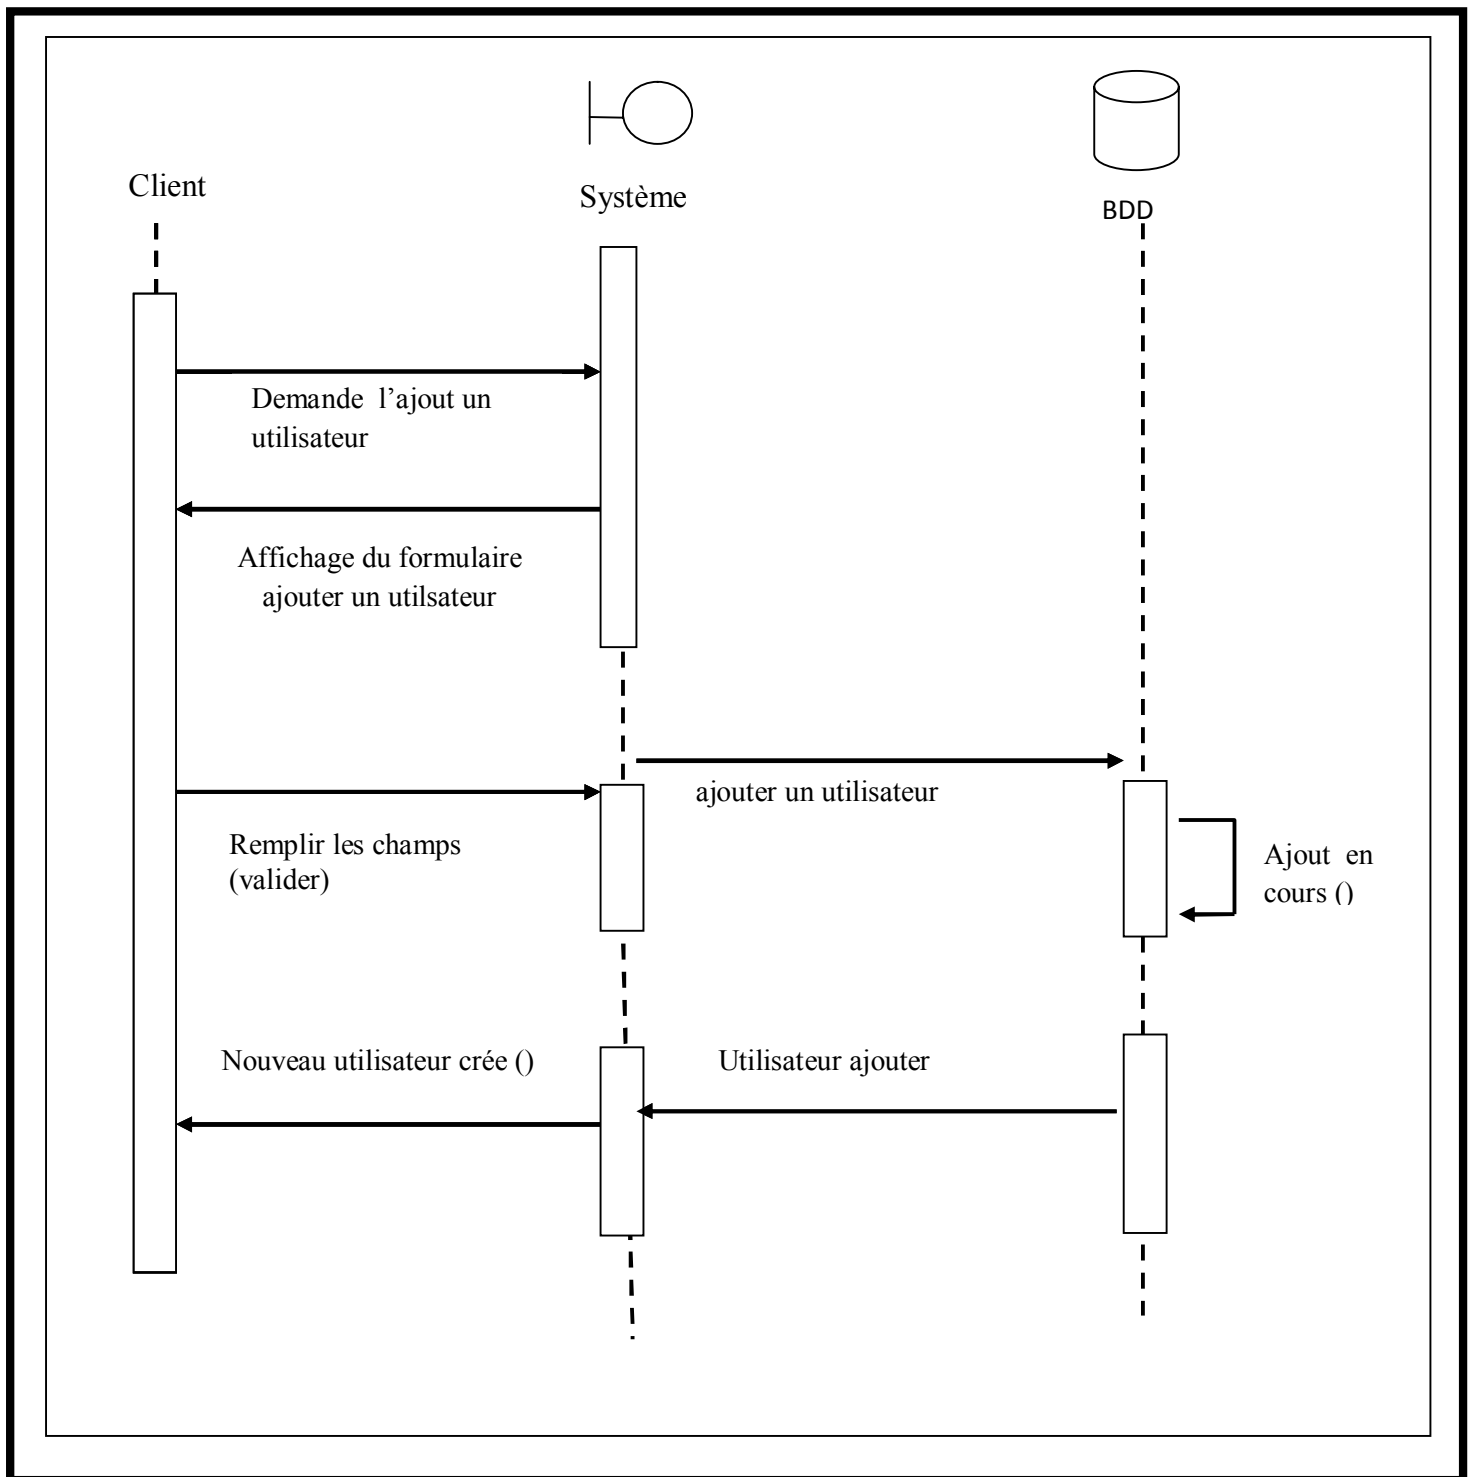 Client
Système
BDD
Demande l’ajout un
utilisateur
Affichage du formulaire
ajouter un utilsateur
ajouter un utilisateur
Remplir les champs
(valider)
Ajout en
cours ()
Nouveau utilisateur crée ()
Utilisateur ajouter